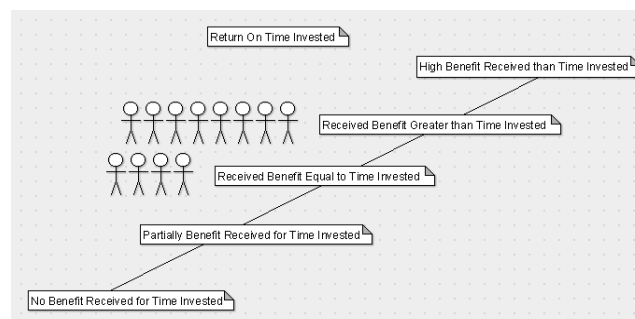 Return On Time Invested
High Benefit Received than Time Invested
Received Benefit Greater than Time Invested
Received Benefit Equal to Time Invested
Partially Benefit Received for Time Invested
No Benefit Received for Time Invested